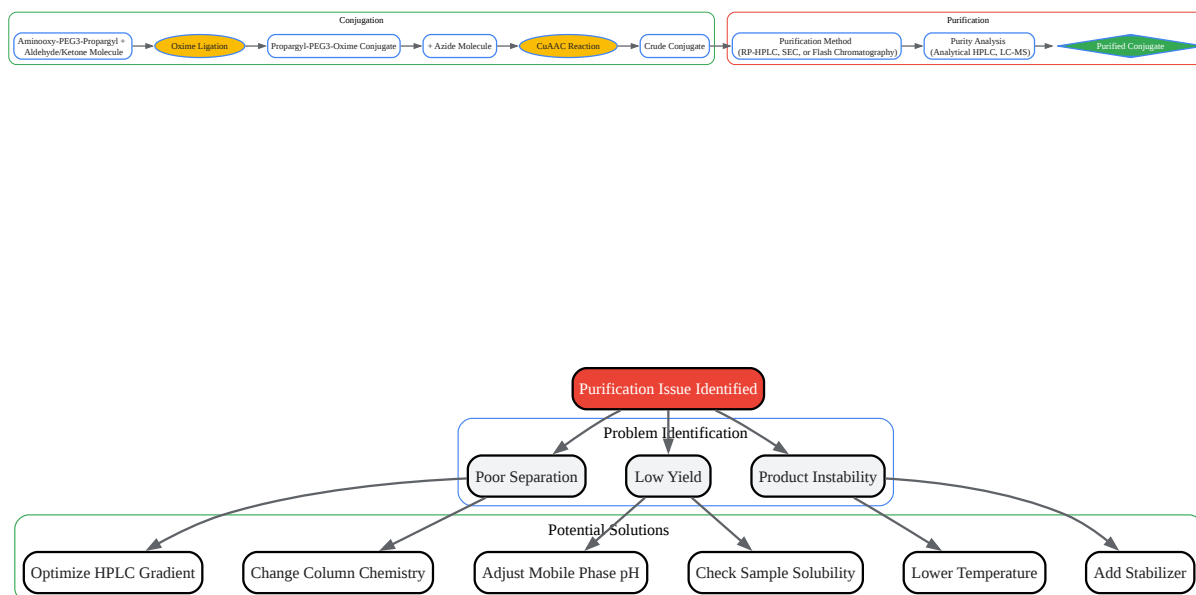 Conjugation
Purification
Aminooxy-PEG3-Propargyl +
Aldehyde/Ketone Molecule
Oxime Ligation
Propargyl-PEG3-Oxime Conjugate
+ Azide Molecule
CuAAC Reaction
Crude Conjugate
Purification Method
(RP-HPLC, SEC, or Flash Chromatography)
Purity Analysis
(Analytical HPLC, LC-MS)
Purified Conjugate
Purification Issue Identified
Problem Identification
Poor Separation
Low Yield
Product Instability
Potential Solutions
Optimize HPLC Gradient
Change Column Chemistry
Adjust Mobile Phase pH
Check Sample Solubility
Lower Temperature
Add Stabilizer